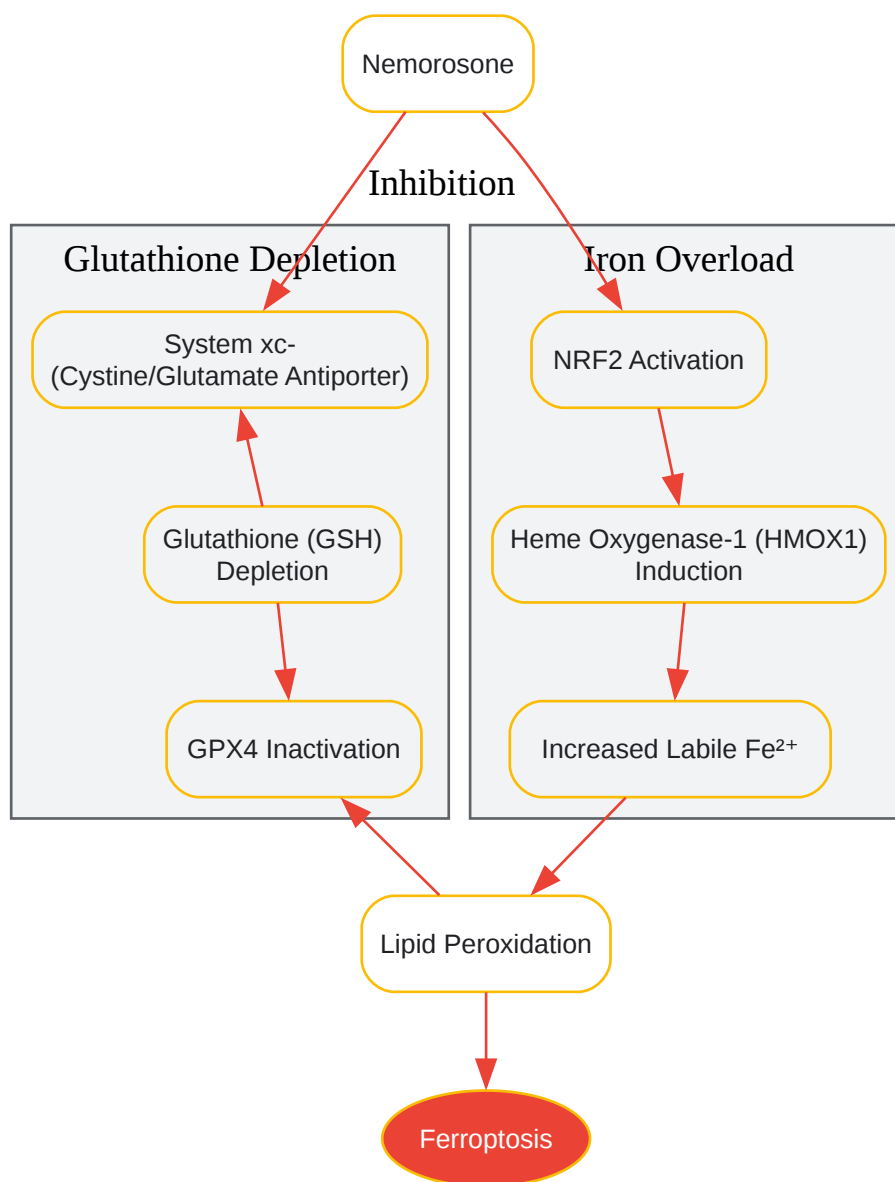 Nemorosone
Inhibition
Glutathione Depletion
Iron Overload
System xc-
(Cystine/Glutamate Antiporter)
NRF2 Activation
Glutathione (GSH)
Depletion
Heme Oxygenase-1 (HMOX1)
Induction
GPX4 Inactivation
Increased Labile Fe²⁺
Lipid Peroxidation
Ferroptosis